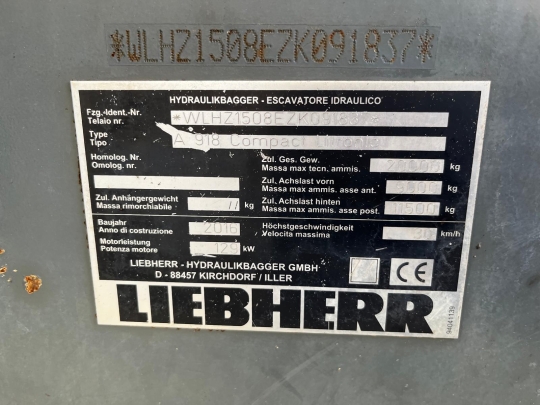 *WLHZ1508EZK091837*
HYDRAULIKBAGGER - ESCAVATORE IDRAULICO
Fzg.-Ident.-Nr.
Telaio nr.
Type
Tipo
A 918 Compact
Homolog. Nr.
Omolog. nr.
Zul. Ges. Gew.
Massa max tecn. ammis.
kg
Zul. Achslast vorn
Massa max ammis. asse ant.
kg
Zul. Anhängergewicht
Massa rimorchiabile
kg
Zul. Achslast hinten
Massa max ammis. asse post.
kg
Baujahr
Anno di costruzione
2016
Höchstgeschwindigkeit
Velocita massima
km/h
Motorleistung
Potenza motore
kW
LIEBHERR - HYDRAULIKBAGGER GMBH
D - 88457 KIRCHDORF / ILLER
CE
LIEBHERR
94041139